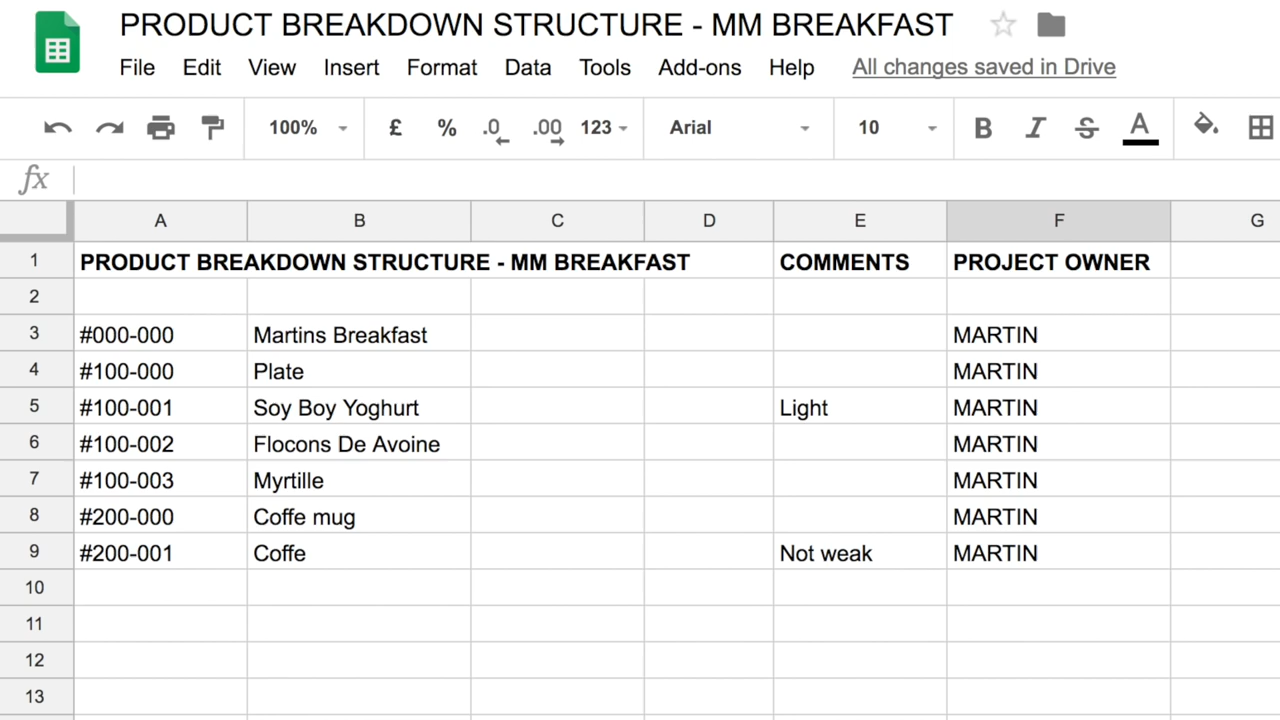 PRODUCT BREAKDOWN STRUCTURE - MM BREAKFAST
File Edit View Insert Format Data Tools Add-ons Help All changes saved in Drive
100% £ % .0 .00 123 Arial 10 B I S A
fx
A B C D E F G
1 PRODUCT BREAKDOWN STRUCTURE - MM BREAKFAST COMMENTS PROJECT OWNER
2
3 #000-000 Martins Breakfast MARTIN
4 #100-000 Plate MARTIN
5 #100-001 Soy Boy Yoghurt Light MARTIN
6 #100-002 Flocons De Avoine MARTIN
7 #100-003 Myrtille MARTIN
8 #200-000 Coffe mug MARTIN
9 #200-001 Coffe Not weak MARTIN
10
11
12
13